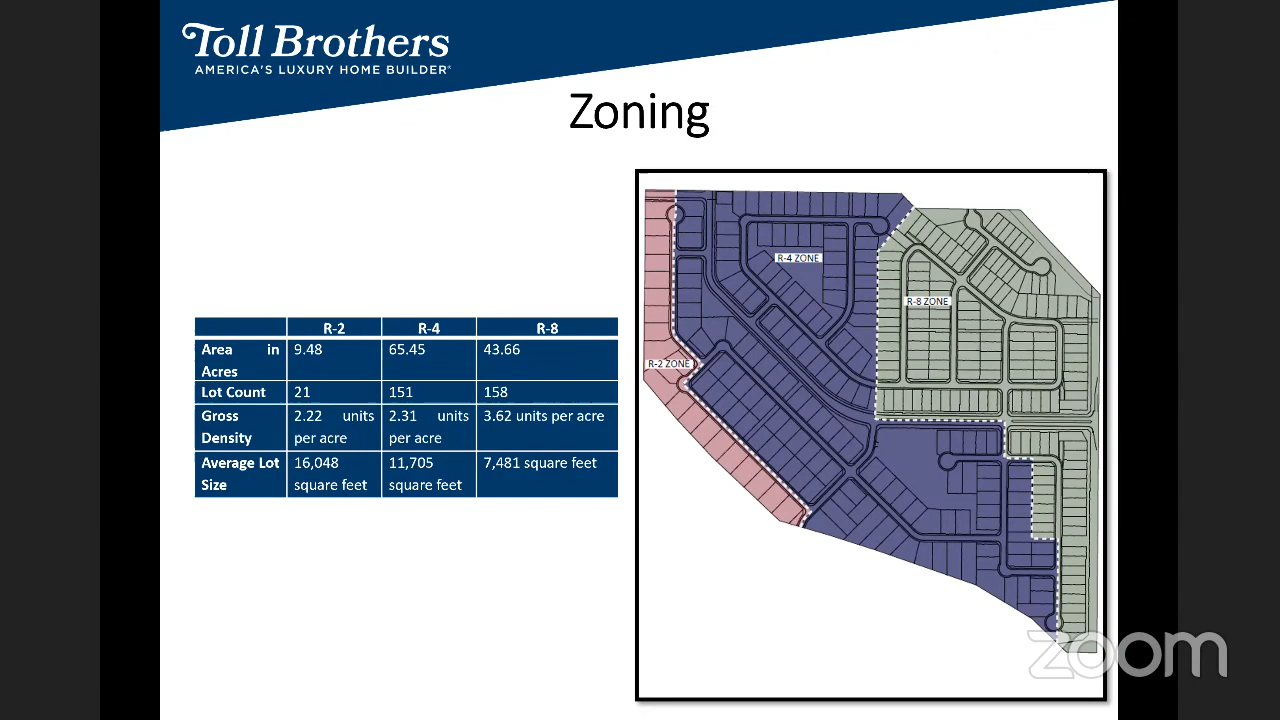 Toll Brothers
AMERICA'S LUXURY HOME BUILDER®
Zoning
R-2 R-4 R-8
Area in Acres 9.48 65.45 43.66
Lot Count 21 151 158
Gross Density 2.22 units per acre 2.31 units per acre 3.62 units per acre
Average Lot Size 16,048 square feet 11,705 square feet 7,481 square feet
R-4 ZONE
R-8 ZONE
R-2 ZONE
zoom